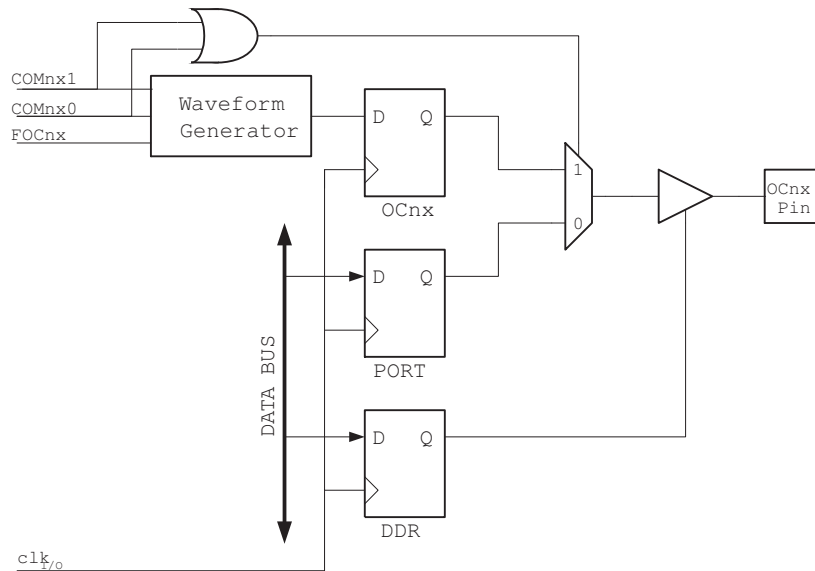 COMnx1
COMnx0
FOCnx
Waveform
Generator
D Q
OCnx
1
0
OCnx
Pin
D Q
PORT
DATA BUS
D Q
DDR
clkI/O